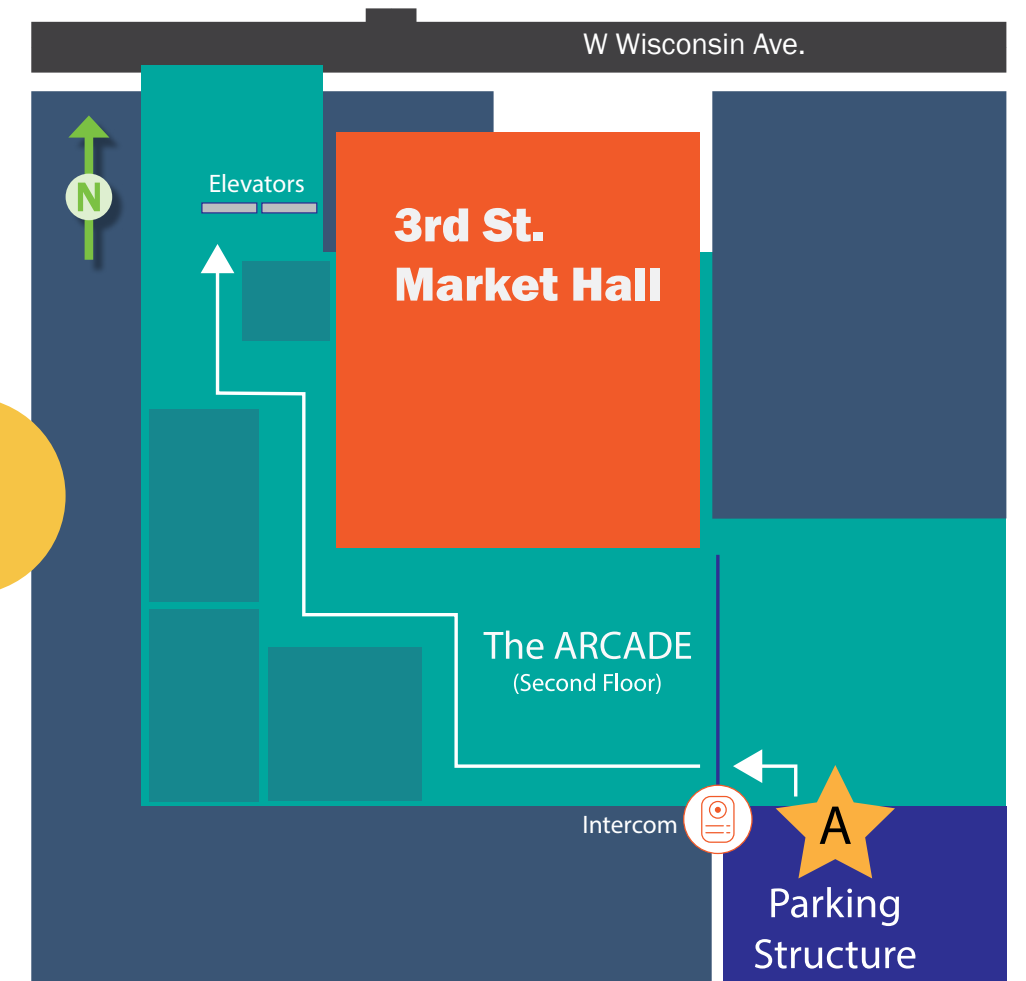 W Wisconsin Ave.
N
Elevators
3rd St.
Market Hall
The ARCADE
(Second Floor)
Intercom
A
Parking
Structure